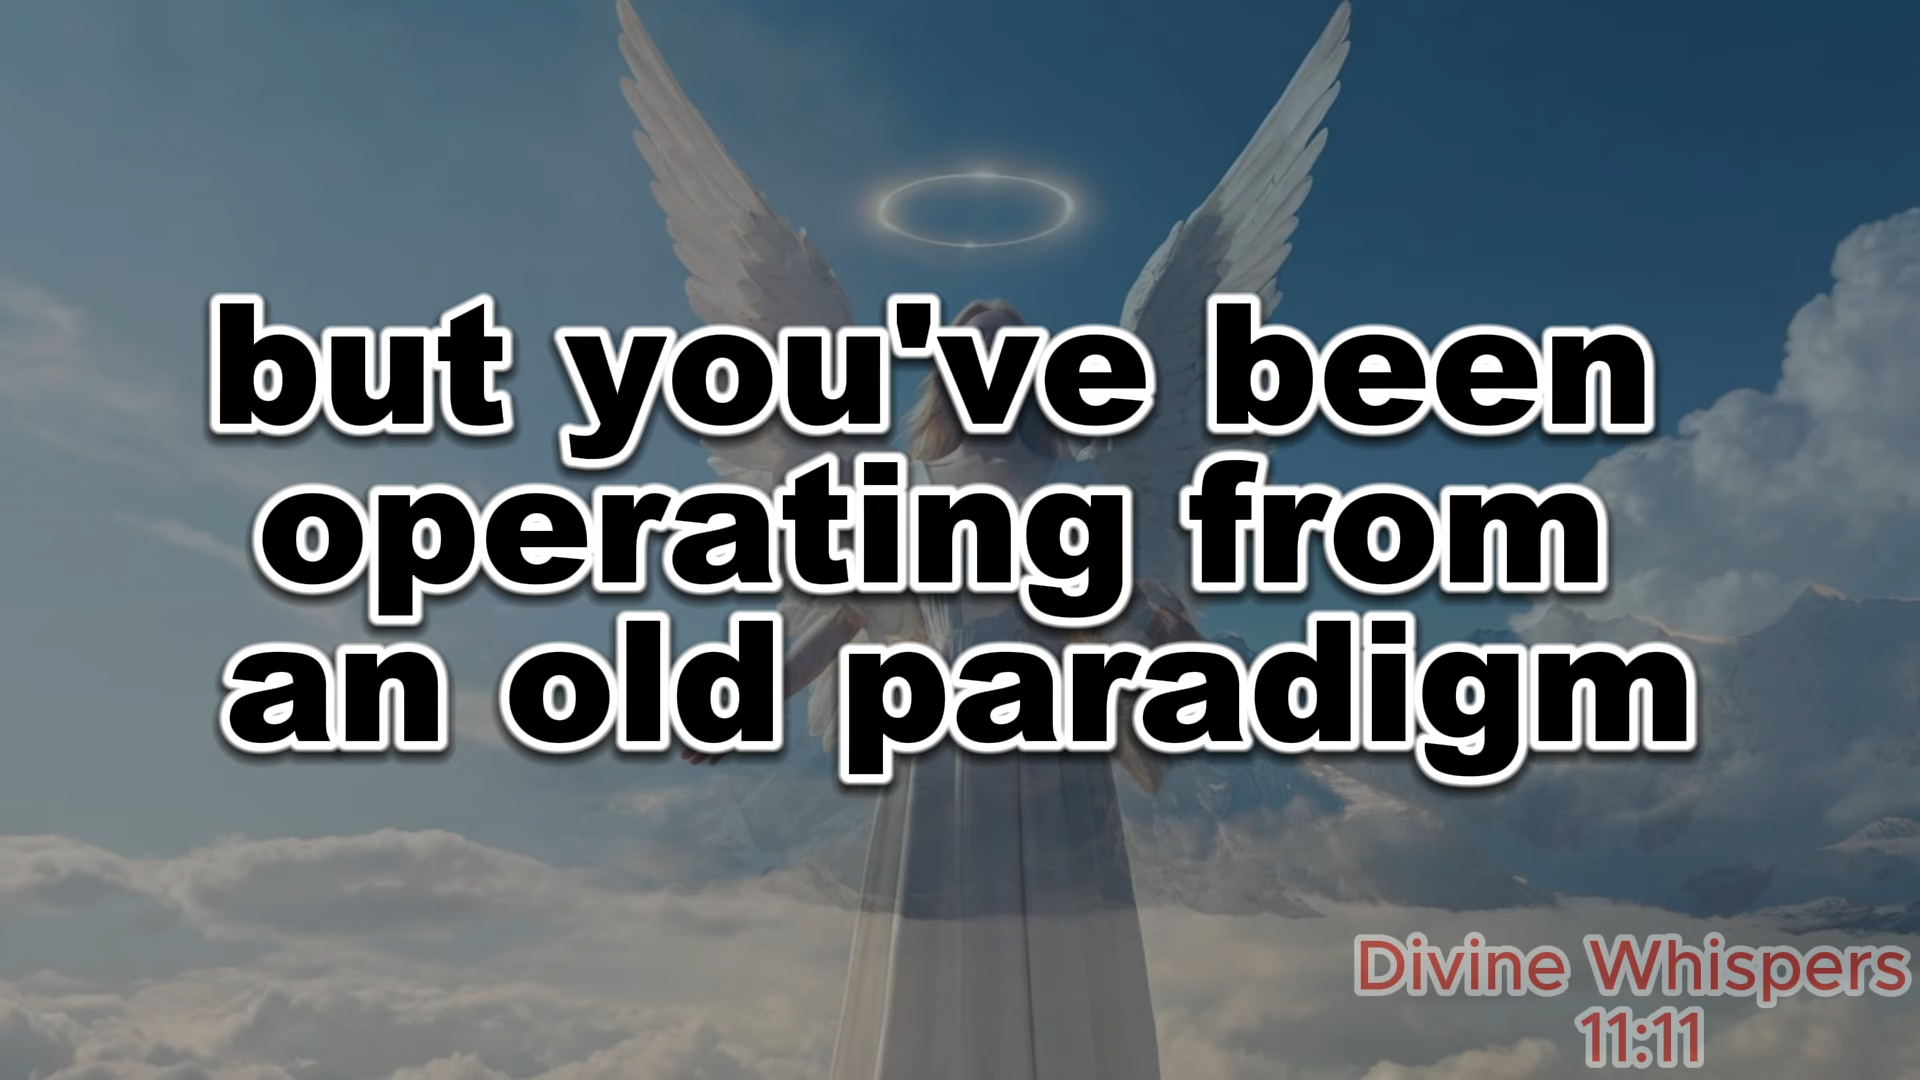 but you've been
operating from
an old paradigm
Divine Whispers
11:11